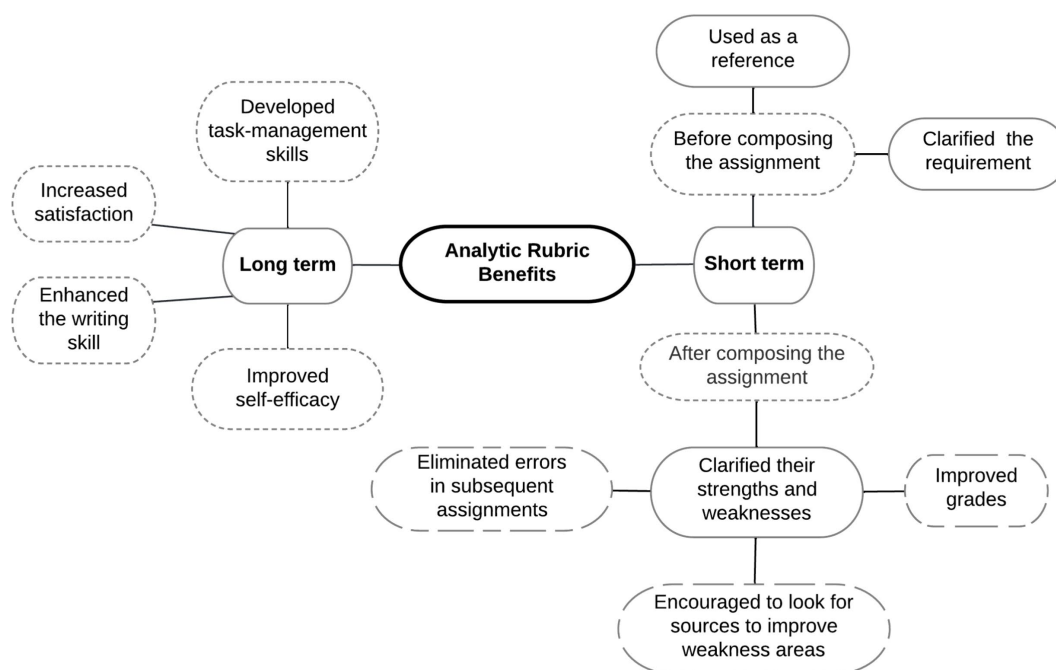 Used as a
reference
Developed
task-management
skills
Before composing
the assignment
Clarified the
requirement
Increased
satisfaction
Long term
Analytic Rubric
Benefits
Short term
Enhanced
the writing
skill
Improved
self-efficacy
After composing the
assignment
Eliminated errors
in subsequent
assignments
Clarified their
strengths and
weaknesses
Improved
grades
Encouraged to look for
sources to improve
weakness areas